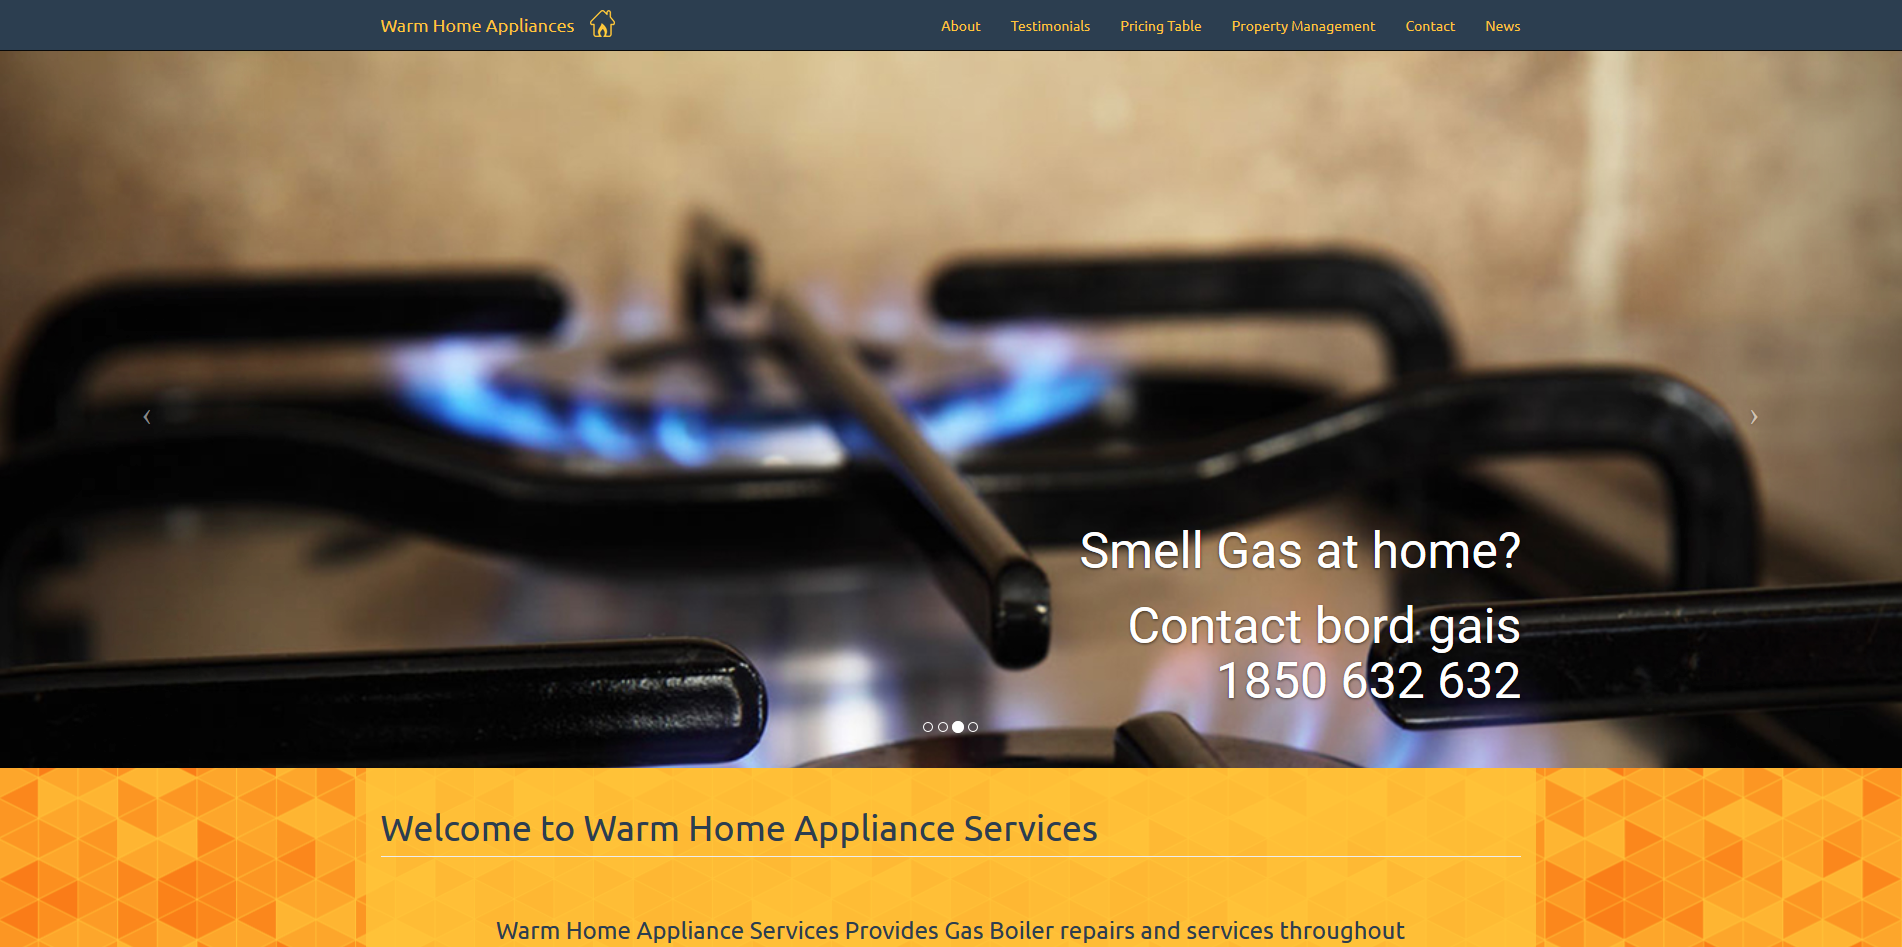 Warm Home Appliances
About
Testimonials
Pricing Table
Property Management
Contact
News
Smell Gas at home?
Contact bord gais
1850 632 632
Welcome to Warm Home Appliance Services
Warm Home Appliance Services Provides Gas Boiler repairs and services throughout